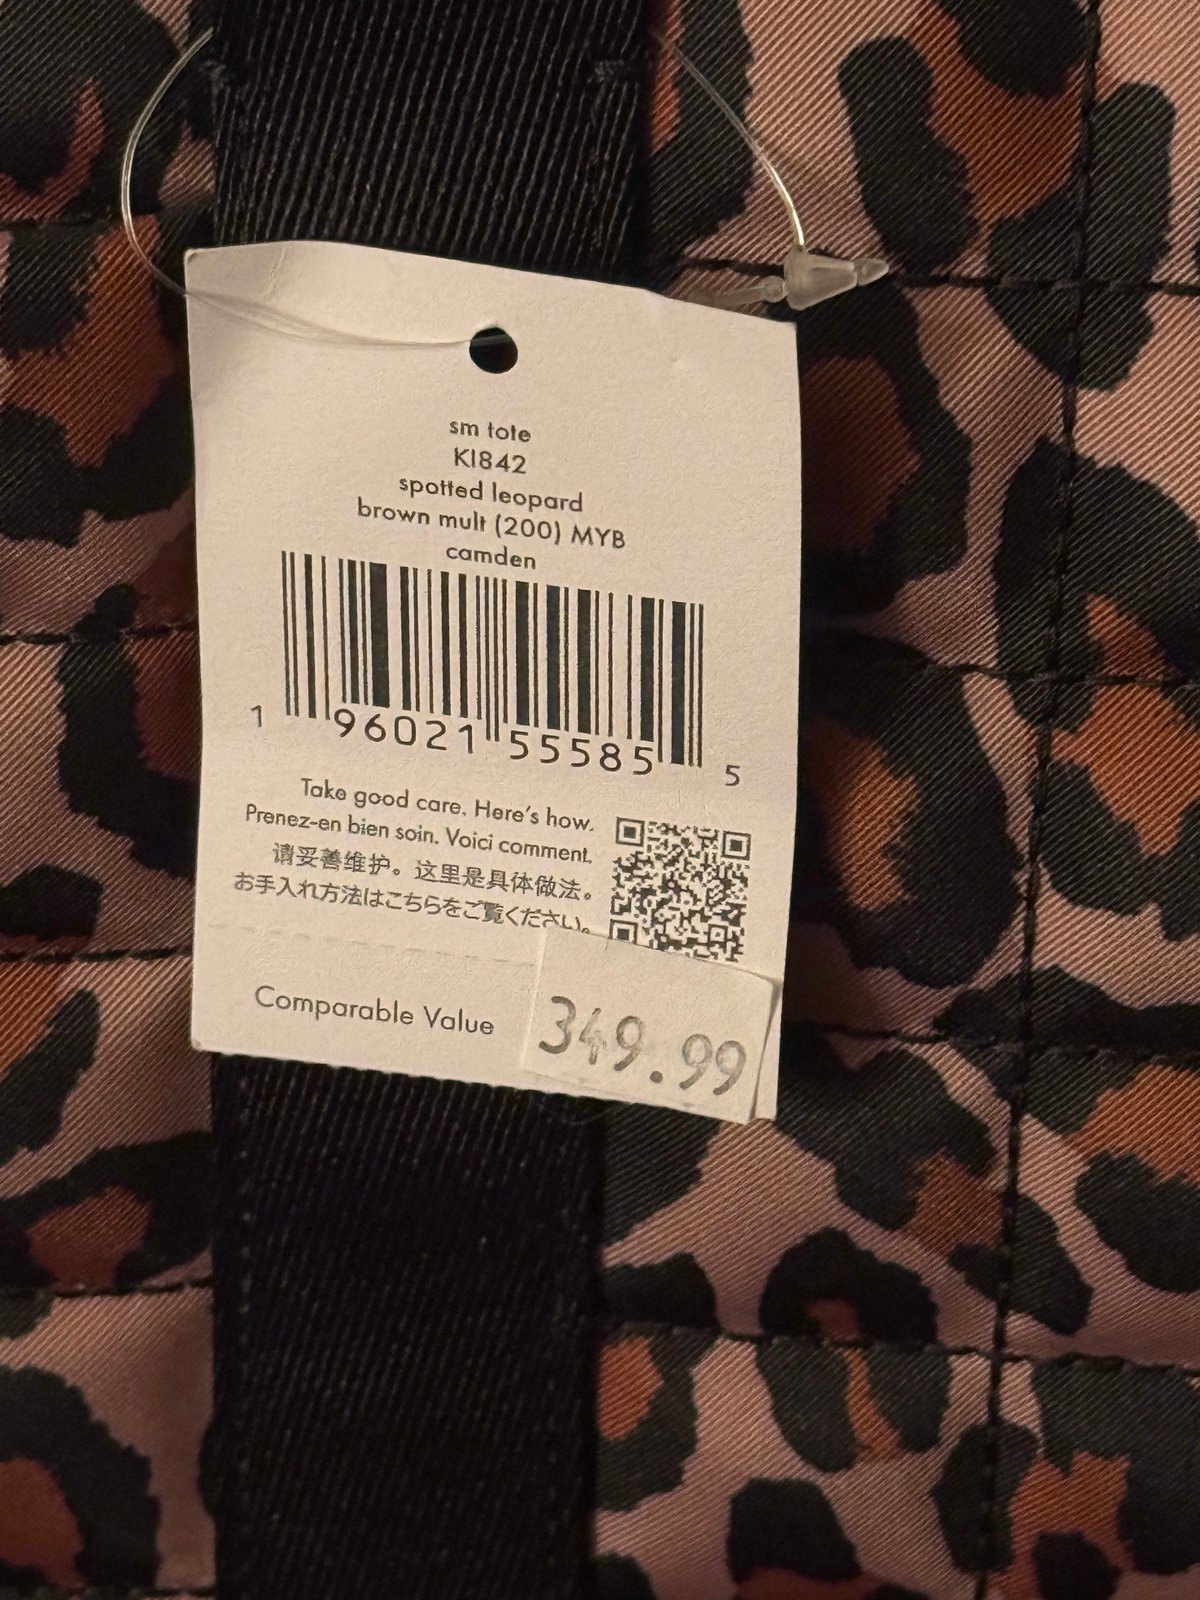 sm tote
KI842
spotted leopard
brown mult (200) MYB
camden
1 96021 55585 5
Take good care. Here's how.
Prenez-en bien soin. Voici comment.
请妥善维护。这里是具体做法。
お手入れ方法はこちらをご覧ください。
Comparable Value 349.99